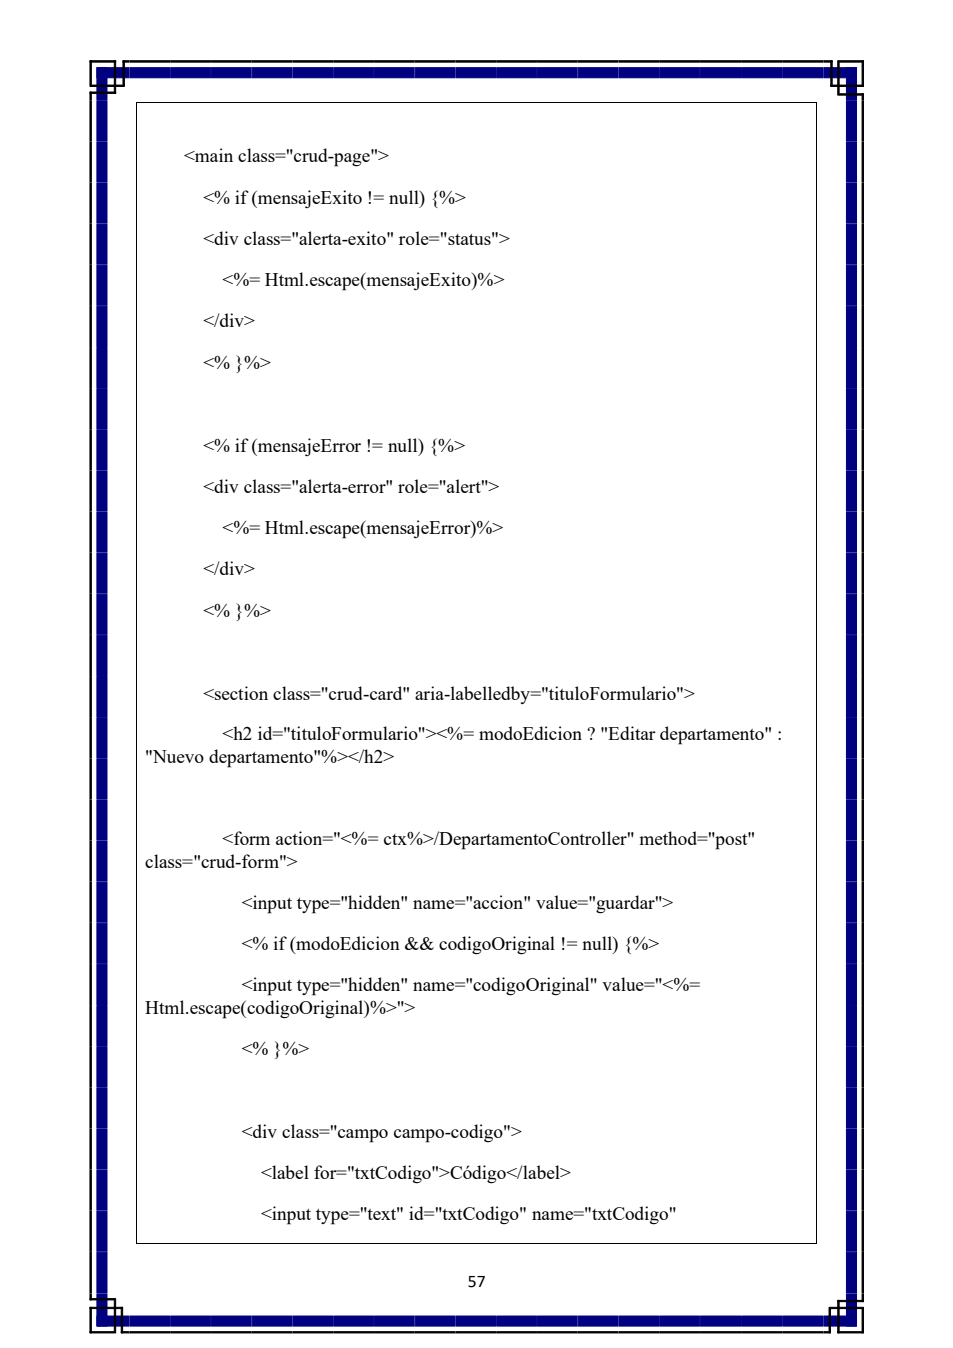 <main class="crud-page">
<% if (mensajeExito != null) {%>
<div class="alerta-exito" role="status">
<%= Html.escape(mensajeExito)%>
</div>
<% }%>
<% if (mensajeError != null) {%>
<div class="alerta-error" role="alert">
<%= Html.escape(mensajeError)%>
</div>
<% }%>
<section class="crud-card" aria-labelledby="tituloFormulario">
<h2 id="tituloFormulario"><%= modoEdicion ? "Editar departamento" :
"Nuevo departamento"%></h2>
<form action="<%= ctx%>/DepartamentoController" method="post"
class="crud-form">
<input type="hidden" name="accion" value="guardar">
<% if (modoEdicion && codigoOriginal != null) {%>
<input type="hidden" name="codigoOriginal" value="<%=
Html.escape(codigoOriginal)%>">
<% }%>
<div class="campo campo-codigo">
<label for="txtCodigo">Código</label>
<input type="text" id="txtCodigo" name="txtCodigo"
57